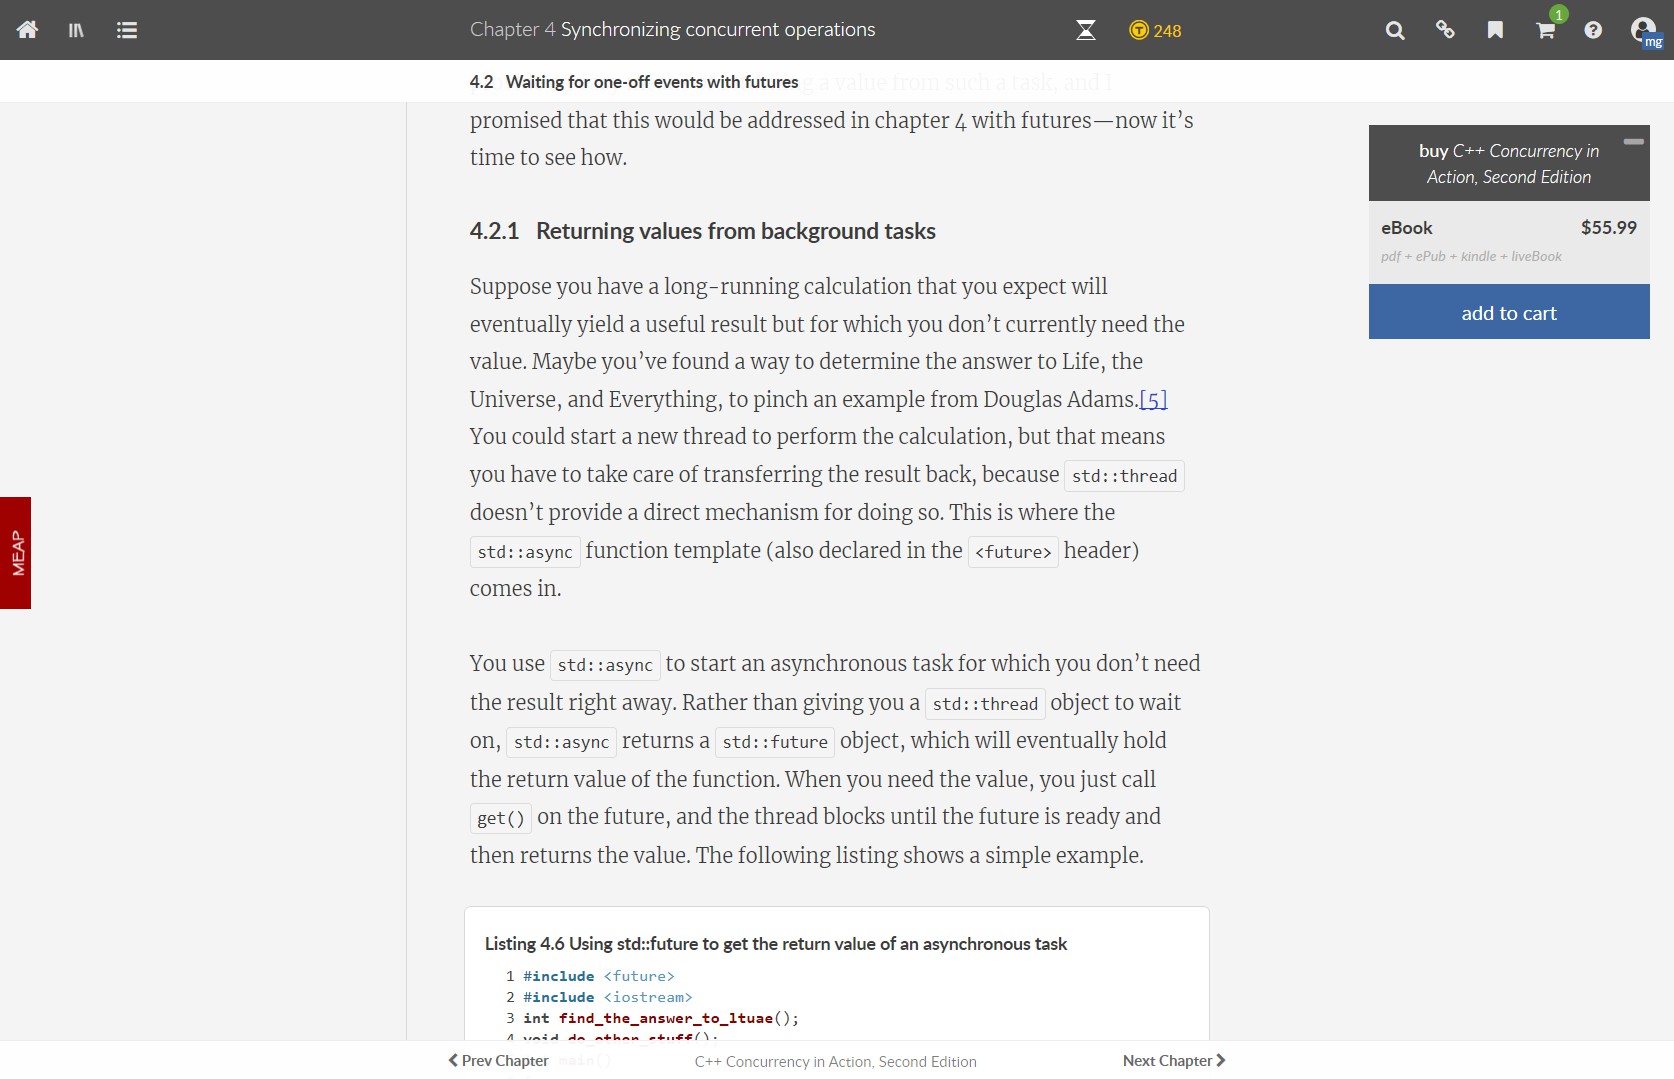 Chapter 4 Synchronizing concurrent operations
248
1
mg
4.2 Waiting for one-off events with futures
g a value from such a task, and I
promised that this would be addressed in chapter 4 with futures—now it's
time to see how.
4.2.1 Returning values from background tasks
Suppose you have a long-running calculation that you expect will
eventually yield a useful result but for which you don't currently need the
value. Maybe you've found a way to determine the answer to Life, the
Universe, and Everything, to pinch an example from Douglas Adams.[5]
You could start a new thread to perform the calculation, but that means
you have to take care of transferring the result back, because std::thread
doesn't provide a direct mechanism for doing so. This is where the
std::async function template (also declared in the <future> header)
comes in.
You use std::async to start an asynchronous task for which you don't need
the result right away. Rather than giving you a std::thread object to wait
on, std::async returns a std::future object, which will eventually hold
the return value of the function. When you need the value, you just call
get() on the future, and the thread blocks until the future is ready and
then returns the value. The following listing shows a simple example.
Listing 4.6 Using std::future to get the return value of an asynchronous task
1 #include <future>
2 #include <iostream>
3 int find_the_answer_to_ltuae();
4 void do_other_stuff();
main()
Prev Chapter
C++ Concurrency in Action, Second Edition
Next Chapter
MEAP
buy C++ Concurrency in
Action, Second Edition
eBook $55.99
pdf + ePub + kindle + liveBook
add to cart